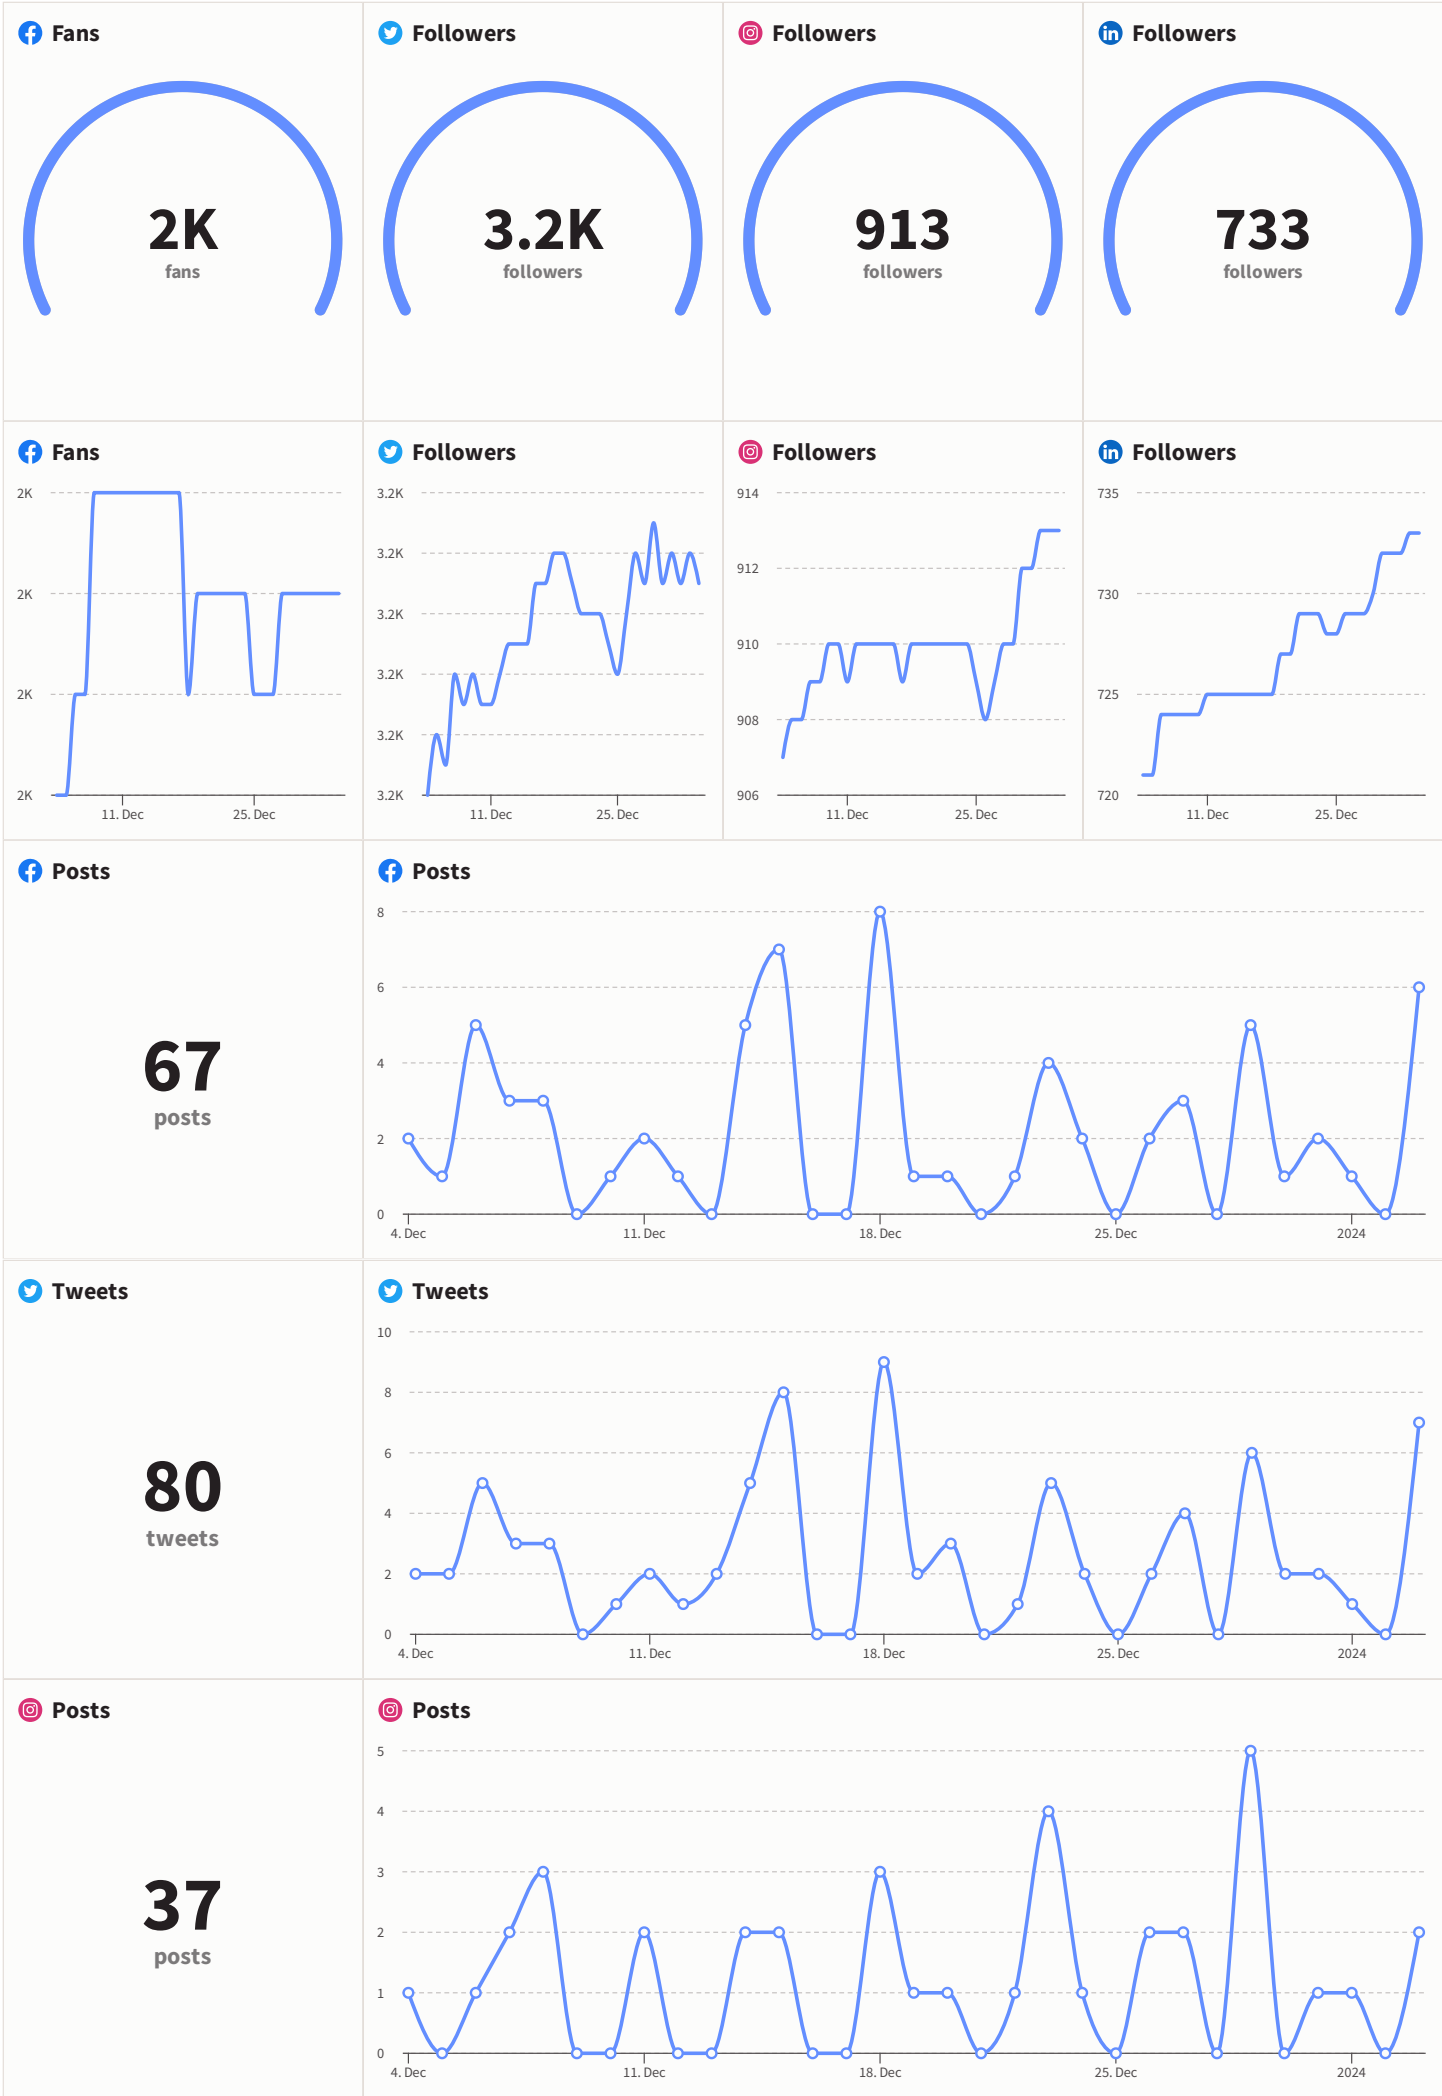 Fans
2K
fans
Followers
3.2K
followers
Followers
913
followers
Followers
733
followers
Fans
2K
2K
2K
2K
11. Dec
25. Dec
Followers
3.2K
3.2K
3.2K
3.2K
3.2K
3.2K
11. Dec
25. Dec
Followers
914
912
910
908
906
11. Dec
25. Dec
Followers
735
730
725
720
11. Dec
25. Dec
Posts
67
posts
Posts
8
6
4
2
0
4. Dec
11. Dec
18. Dec
25. Dec
2024
Tweets
80
tweets
Tweets
10
8
6
4
2
0
4. Dec
11. Dec
18. Dec
25. Dec
2024
Posts
37
posts
Posts
5
4
3
2
1
0
4. Dec
11. Dec
18. Dec
25. Dec
2024